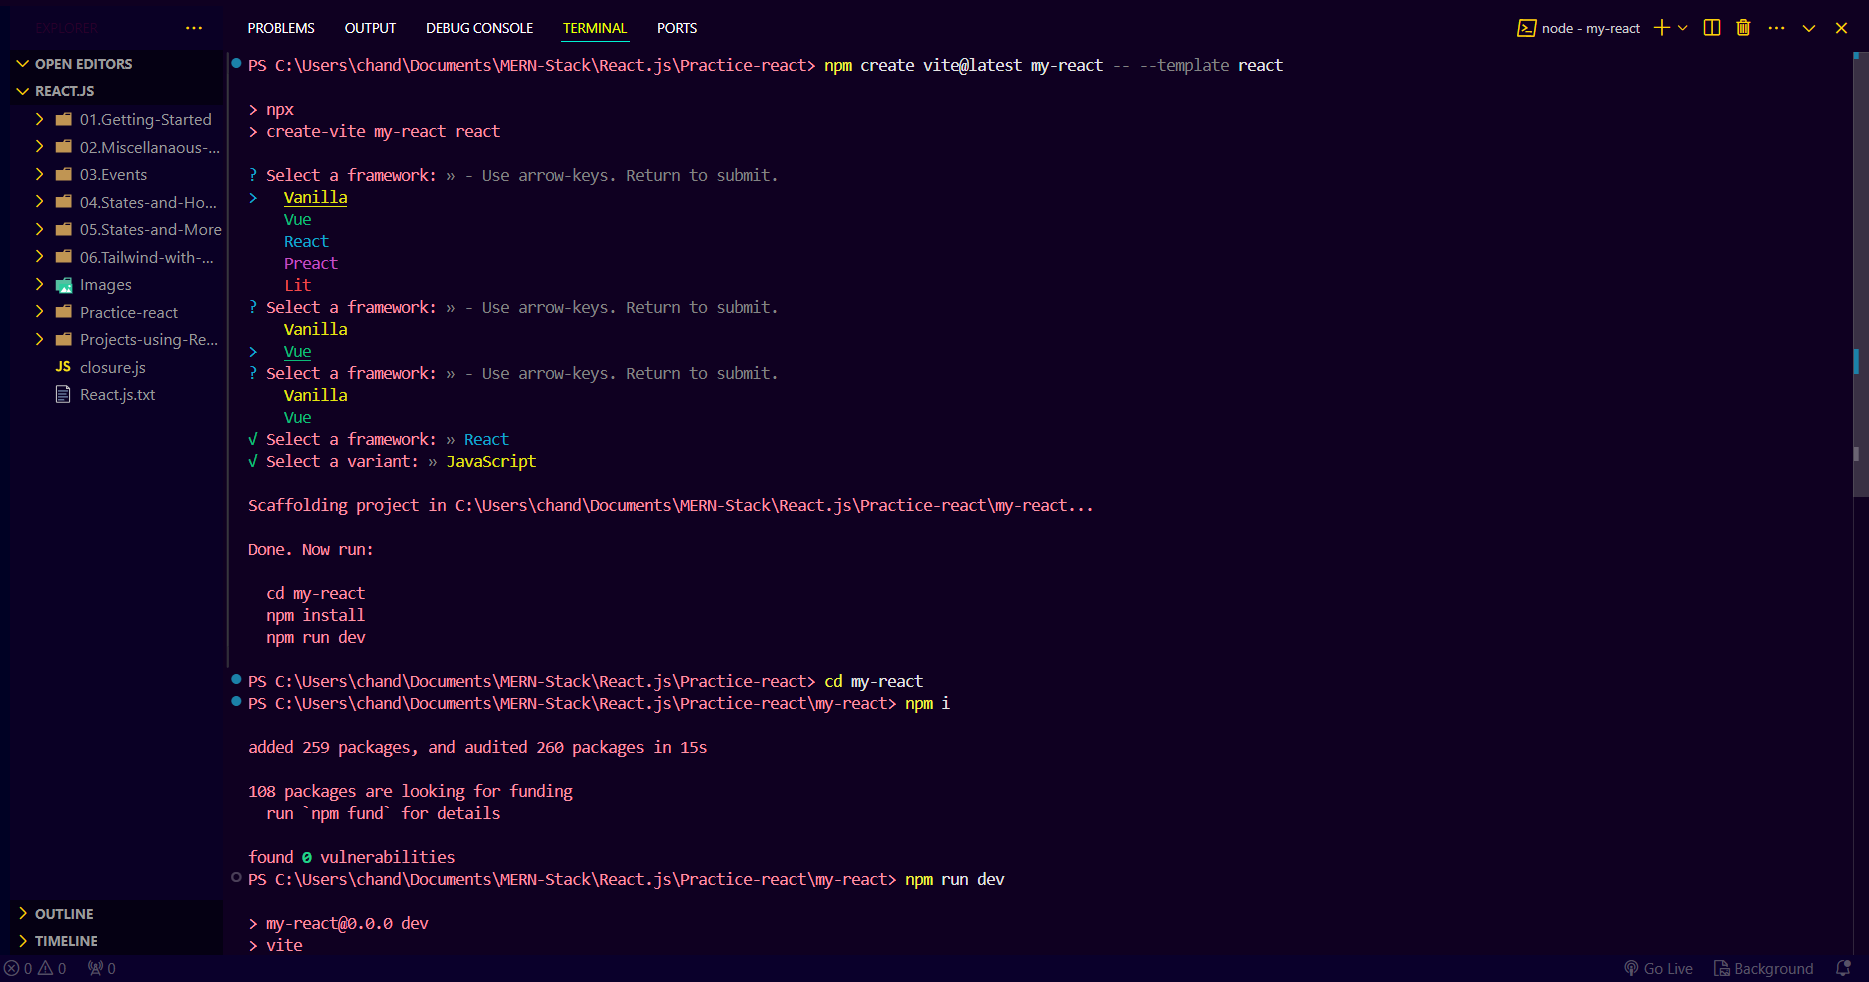 EXPLORER
OPEN EDITORS
REACT.JS
01.Getting-Started
02.Miscellanaous-...
03.Events
04.States-and-Ho...
05.States-and-More
06.Tailwind-with-...
Images
Practice-react
Projects-using-Re...
JS closure.js
React.js.txt
OUTLINE
TIMELINE
PROBLEMS OUTPUT DEBUG CONSOLE TERMINAL PORTS
node - my-react
PS C:\Users\chand\Documents\MERN-Stack\React.js\Practice-react> npm create vite@latest my-react -- --template react
> npx
> create-vite my-react react
? Select a framework: » - Use arrow-keys. Return to submit.
> Vanilla
Vue
React
Preact
Lit
? Select a framework: » - Use arrow-keys. Return to submit.
Vanilla
> Vue
? Select a framework: » - Use arrow-keys. Return to submit.
Vanilla
Vue
√ Select a framework: » React
√ Select a variant: » JavaScript
Scaffolding project in C:\Users\chand\Documents\MERN-Stack\React.js\Practice-react\my-react...
Done. Now run:
cd my-react
npm install
npm run dev
PS C:\Users\chand\Documents\MERN-Stack\React.js\Practice-react> cd my-react
PS C:\Users\chand\Documents\MERN-Stack\React.js\Practice-react\my-react> npm i
added 259 packages, and audited 260 packages in 15s
108 packages are looking for funding
run `npm fund` for details
found 0 vulnerabilities
PS C:\Users\chand\Documents\MERN-Stack\React.js\Practice-react\my-react> npm run dev
> my-react@0.0.0 dev
> vite
0 0 0
Go Live Background